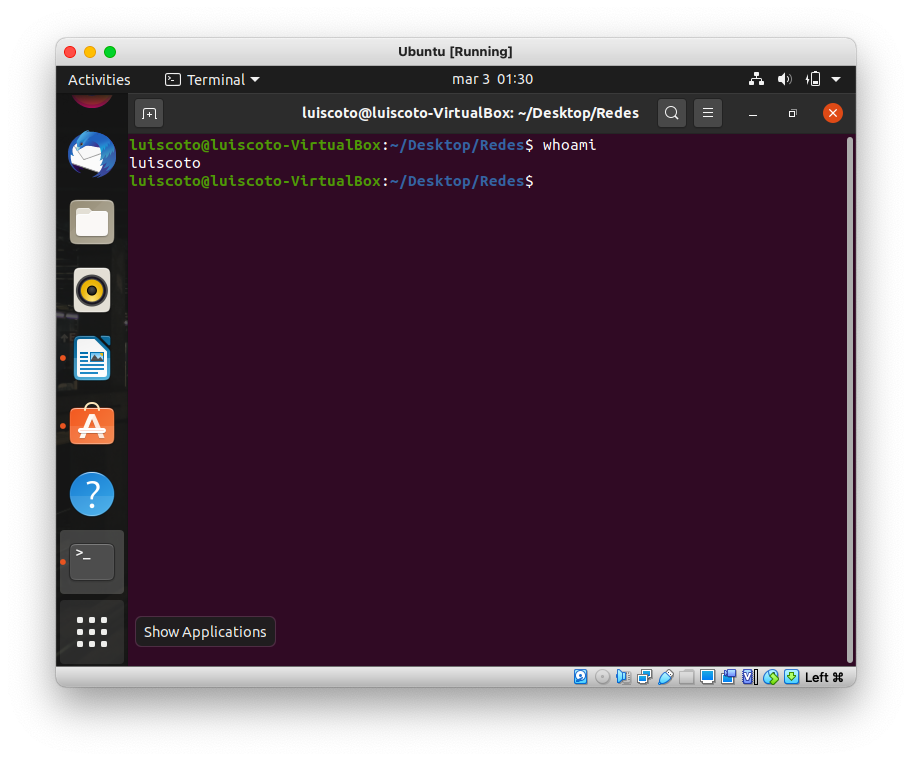 Ubuntu [Running]
Activities Terminal mar 3 01:30
luiscoto@luiscoto-VirtualBox: ~/Desktop/Redes
luiscoto@luiscoto-VirtualBox:~/Desktop/Redes$ whoami
luiscoto
luiscoto@luiscoto-VirtualBox:~/Desktop/Redes$
Show Applications
Left ⌘